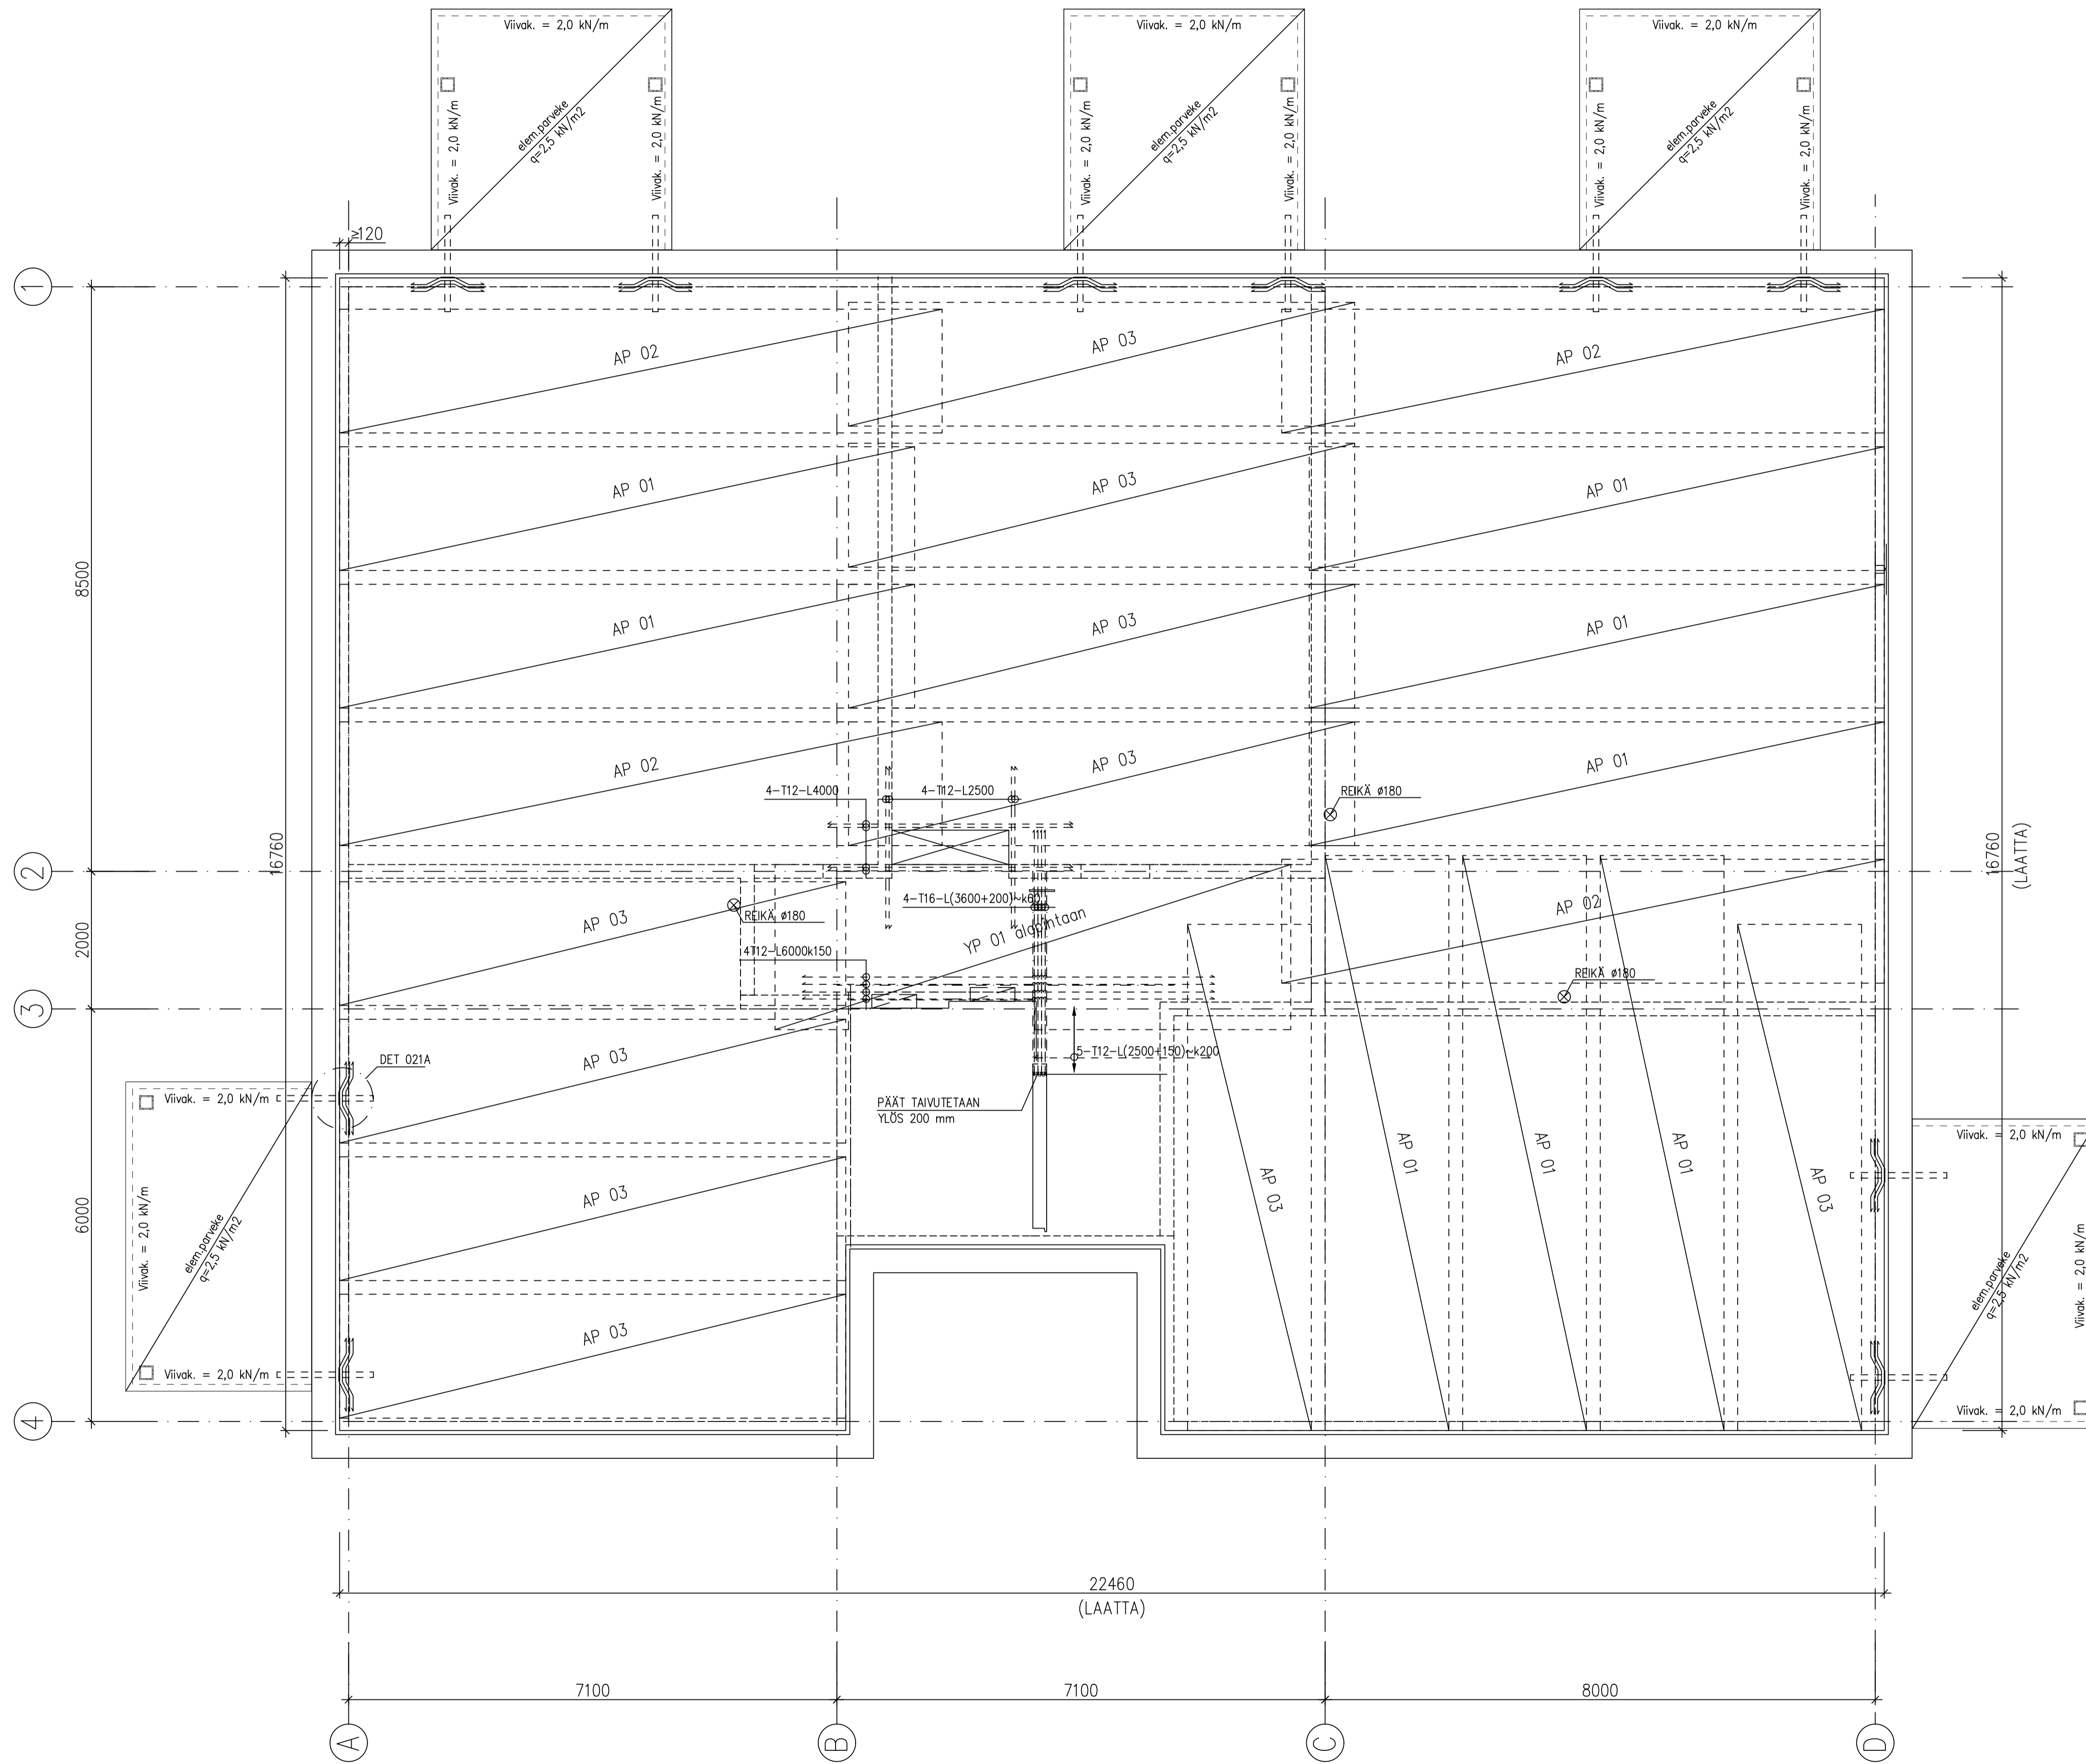 Viivak. = 2,0 kN/m
Viivak. = 2,0 kN/m
Viivak. = 2,0 kN/m
elem.parveke
q=2,5 kN/m2
Viivak. = 2,0 kN/m
Viivak. = 2,0 kN/m
Viivak. = 2,0 kN/m
elem.parveke
q=2,5 kN/m2
Viivak. = 2,0 kN/m
Viivak. = 2,0 kN/m
Viivak. = 2,0 kN/m
elem.parveke
q=2,5 kN/m2
Viivak. = 2,0 kN/m
≥120
1
AP 02
AP 03
AP 02
AP 01
AP 03
AP 01
8500
AP 01
AP 03
AP 01
AP 02
AP 03
AP 01
4-T12-L4000
4-T12-L2500
REIKÄ ø180
16760
16760
(LAATTA)
2
4-T16-L(3600+200)~k60
REIKÄ ø180
AP 03
YP 01 alapintaan
AP 02
2000
4T12-L6000k150
REIKÄ ø180
3
AP 03
5-T12-L(2500+150)~k200
DET 021A
PÄÄT TAIVUTETAAN
YLÖS 200 mm
Viivak. = 2,0 kN/m
Viivak. = 2,0 kN/m
elem.parveke
q=2,5 kN/m2
Viivak. = 2,0 kN/m
6000
AP 03
AP 03
AP 03
AP 01
AP 01
AP 01
AP 03
Viivak. = 2,0 kN/m
Viivak. = 2,0 kN/m
elem.parveke
q=2,5 kN/m2
Viivak. = 2,0 kN/m
4
22460
(LAATTA)
7100
7100
8000
A
B
C
D